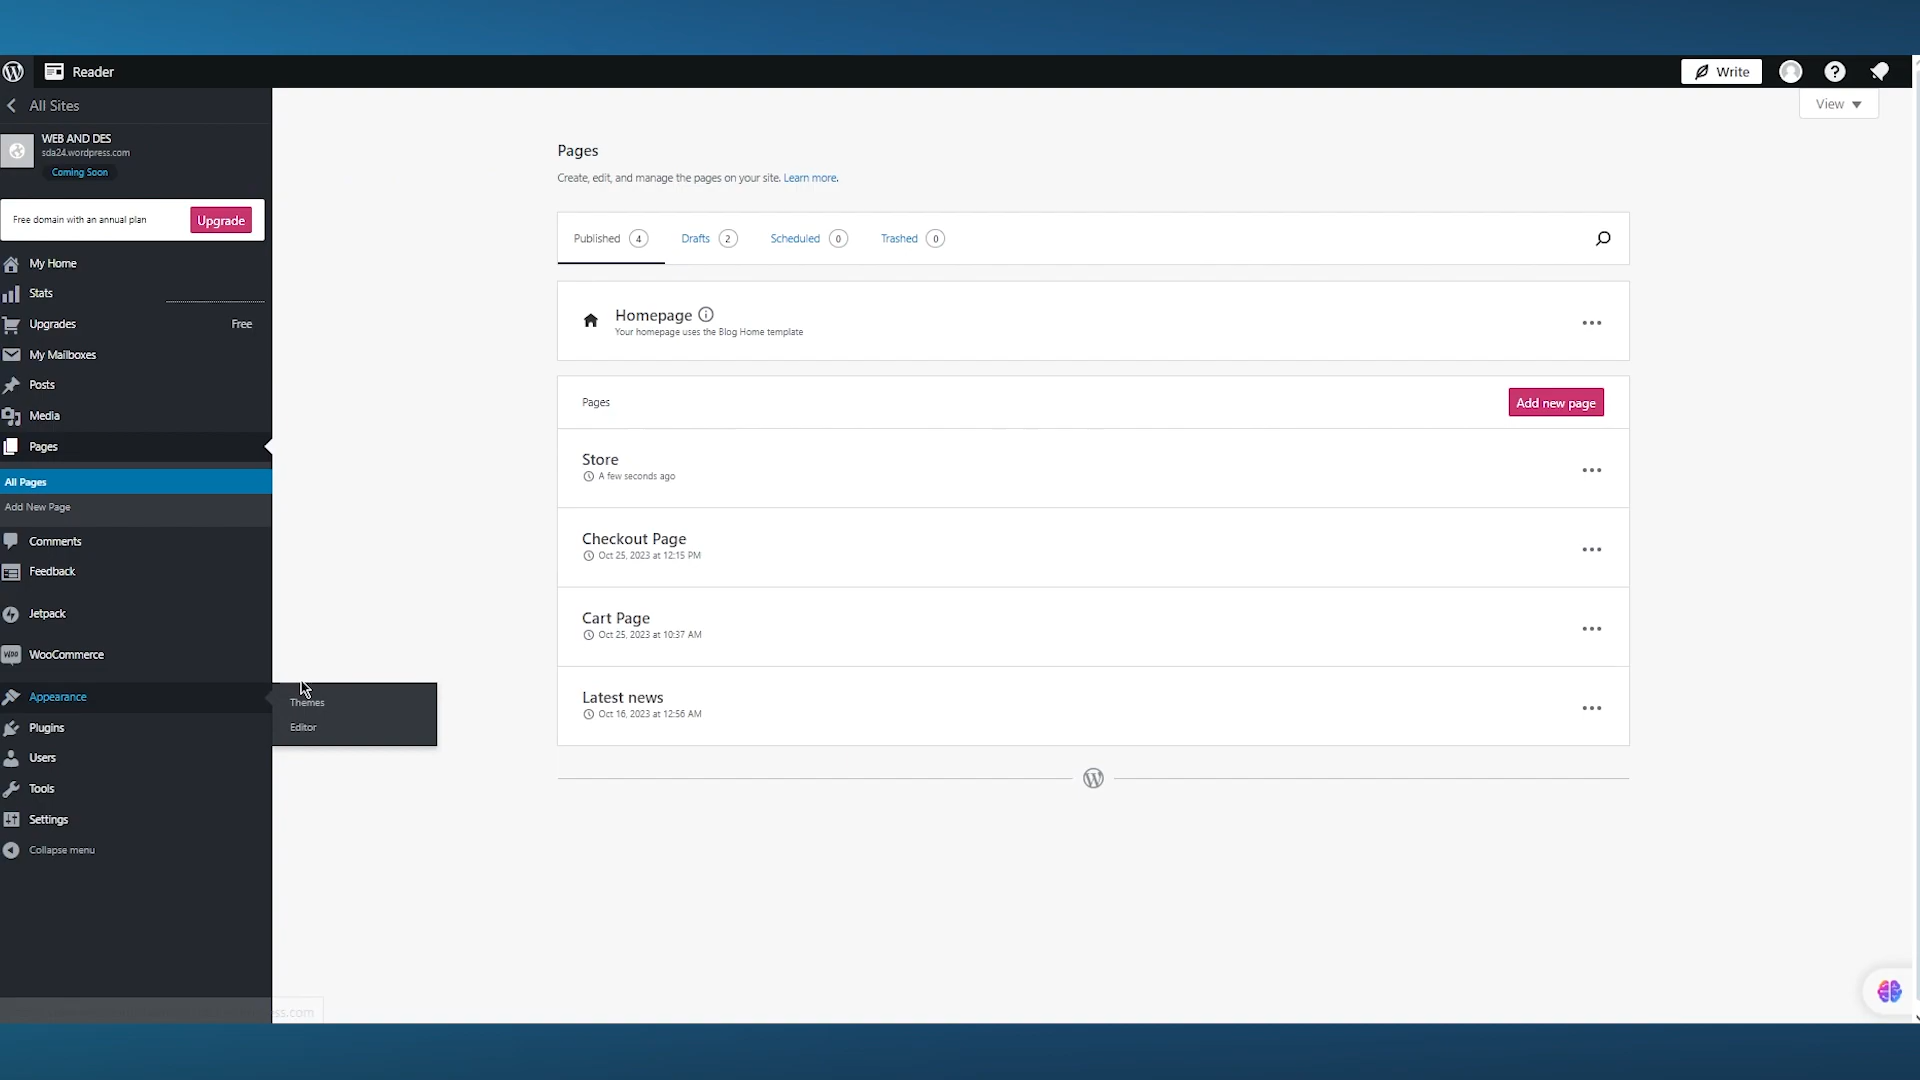 Reader
Write
All Sites
View
WEB AND DES
sda24.wordpress.com
Coming Soon
Free domain with an annual plan
Upgrade
My Home
Stats
Upgrades
Free
My Mailboxes
Posts
Media
Pages
All Pages
Add New Page
Comments
Feedback
Jetpack
WooCommerce
Appearance
Themes
Editor
Plugins
Users
Tools
Settings
Collapse menu
Pages
Create, edit, and manage the pages on your site. Learn more.
Published 4
Drafts 2
Scheduled 0
Trashed 0
Homepage
Your homepage uses the Blog Home template
Pages
Add new page
Store
A few seconds ago
Checkout Page
Oct 25, 2023 at 12:15 PM
Cart Page
Oct 25, 2023 at 10:37 AM
Latest news
Oct 16, 2023 at 12:56 AM